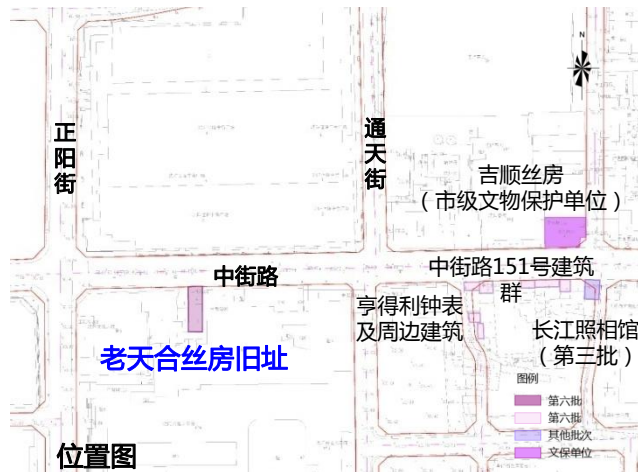 N
正阳街
通天街
吉顺丝房
（市级文物保护单位）
中街路
中街路151号建筑
群
亨得利钟表
及周边建筑
长江照相馆
（第三批）
老天合丝房旧址
图例
第六批
第六批
其他批次
文保单位
位置图